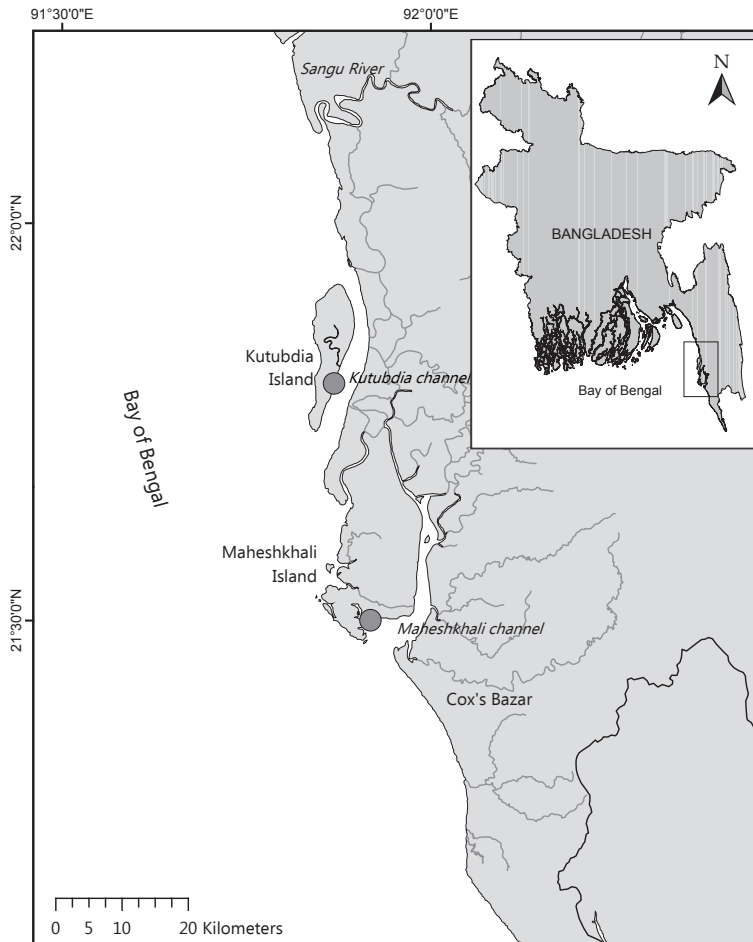 91°30'0"E
92°0'0"E
Sangu River
N
22°0'0"N
BANGLADESH
Kutubdia
Island
Kutubdia channel
Bay of Bengal
Bay of Bengal
Maheshkhali
Island
21°30'0"N
Maheshkhali channel
Cox's Bazar
0 5 10 20 Kilometers